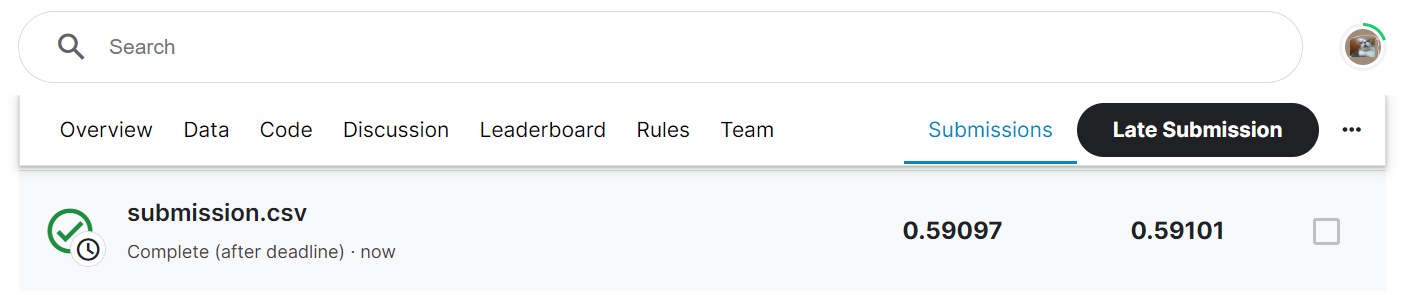 Search
Overview Data Code Discussion Leaderboard Rules Team Submissions Late Submission ···
submission.csv 0.59097 0.59101
Complete (after deadline) · now